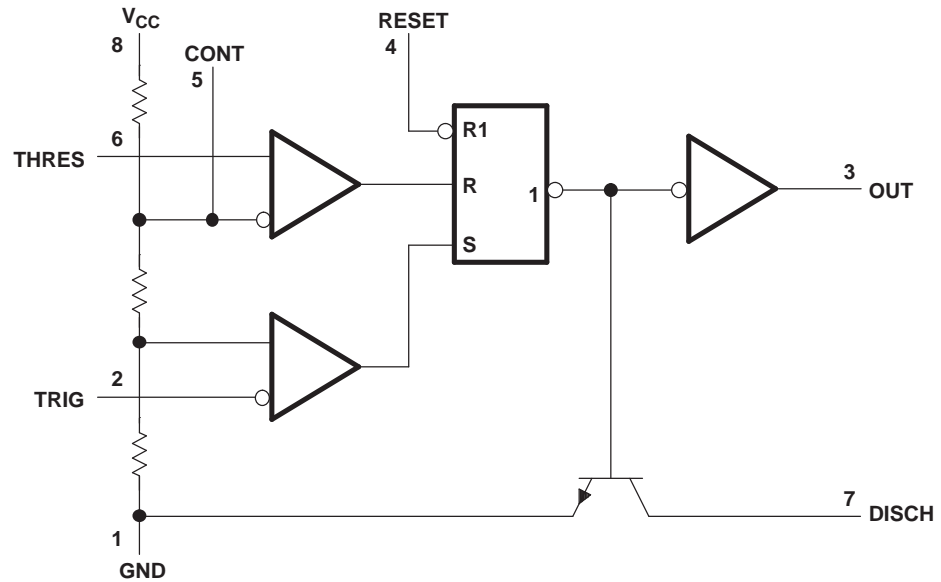 VCC
8
CONT
5
RESET
4
6
THRES
R1
R
1
S
3
OUT
2
TRIG
7
DISCH
1
GND